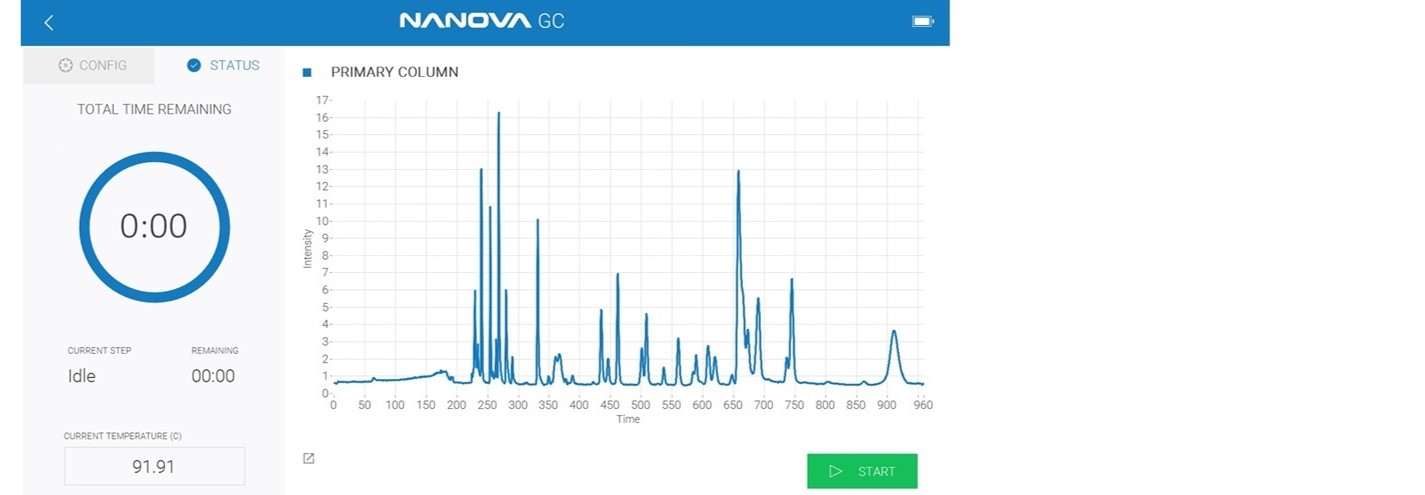 NANOVA GC
CONFIG
STATUS
TOTAL TIME REMAINING
0:00
CURRENT STEP
REMAINING
Idle
00:00
CURRENT TEMPERATURE (C)
91.91
PRIMARY COLUMN
Intensity
17
16
15
14
13
12
11
10
9
8
7
6
5
4
3
2
1
0
0 50 100 150 200 250 300 350 400 450 500 550 600 650 700 750 800 850 900 960
Time
START